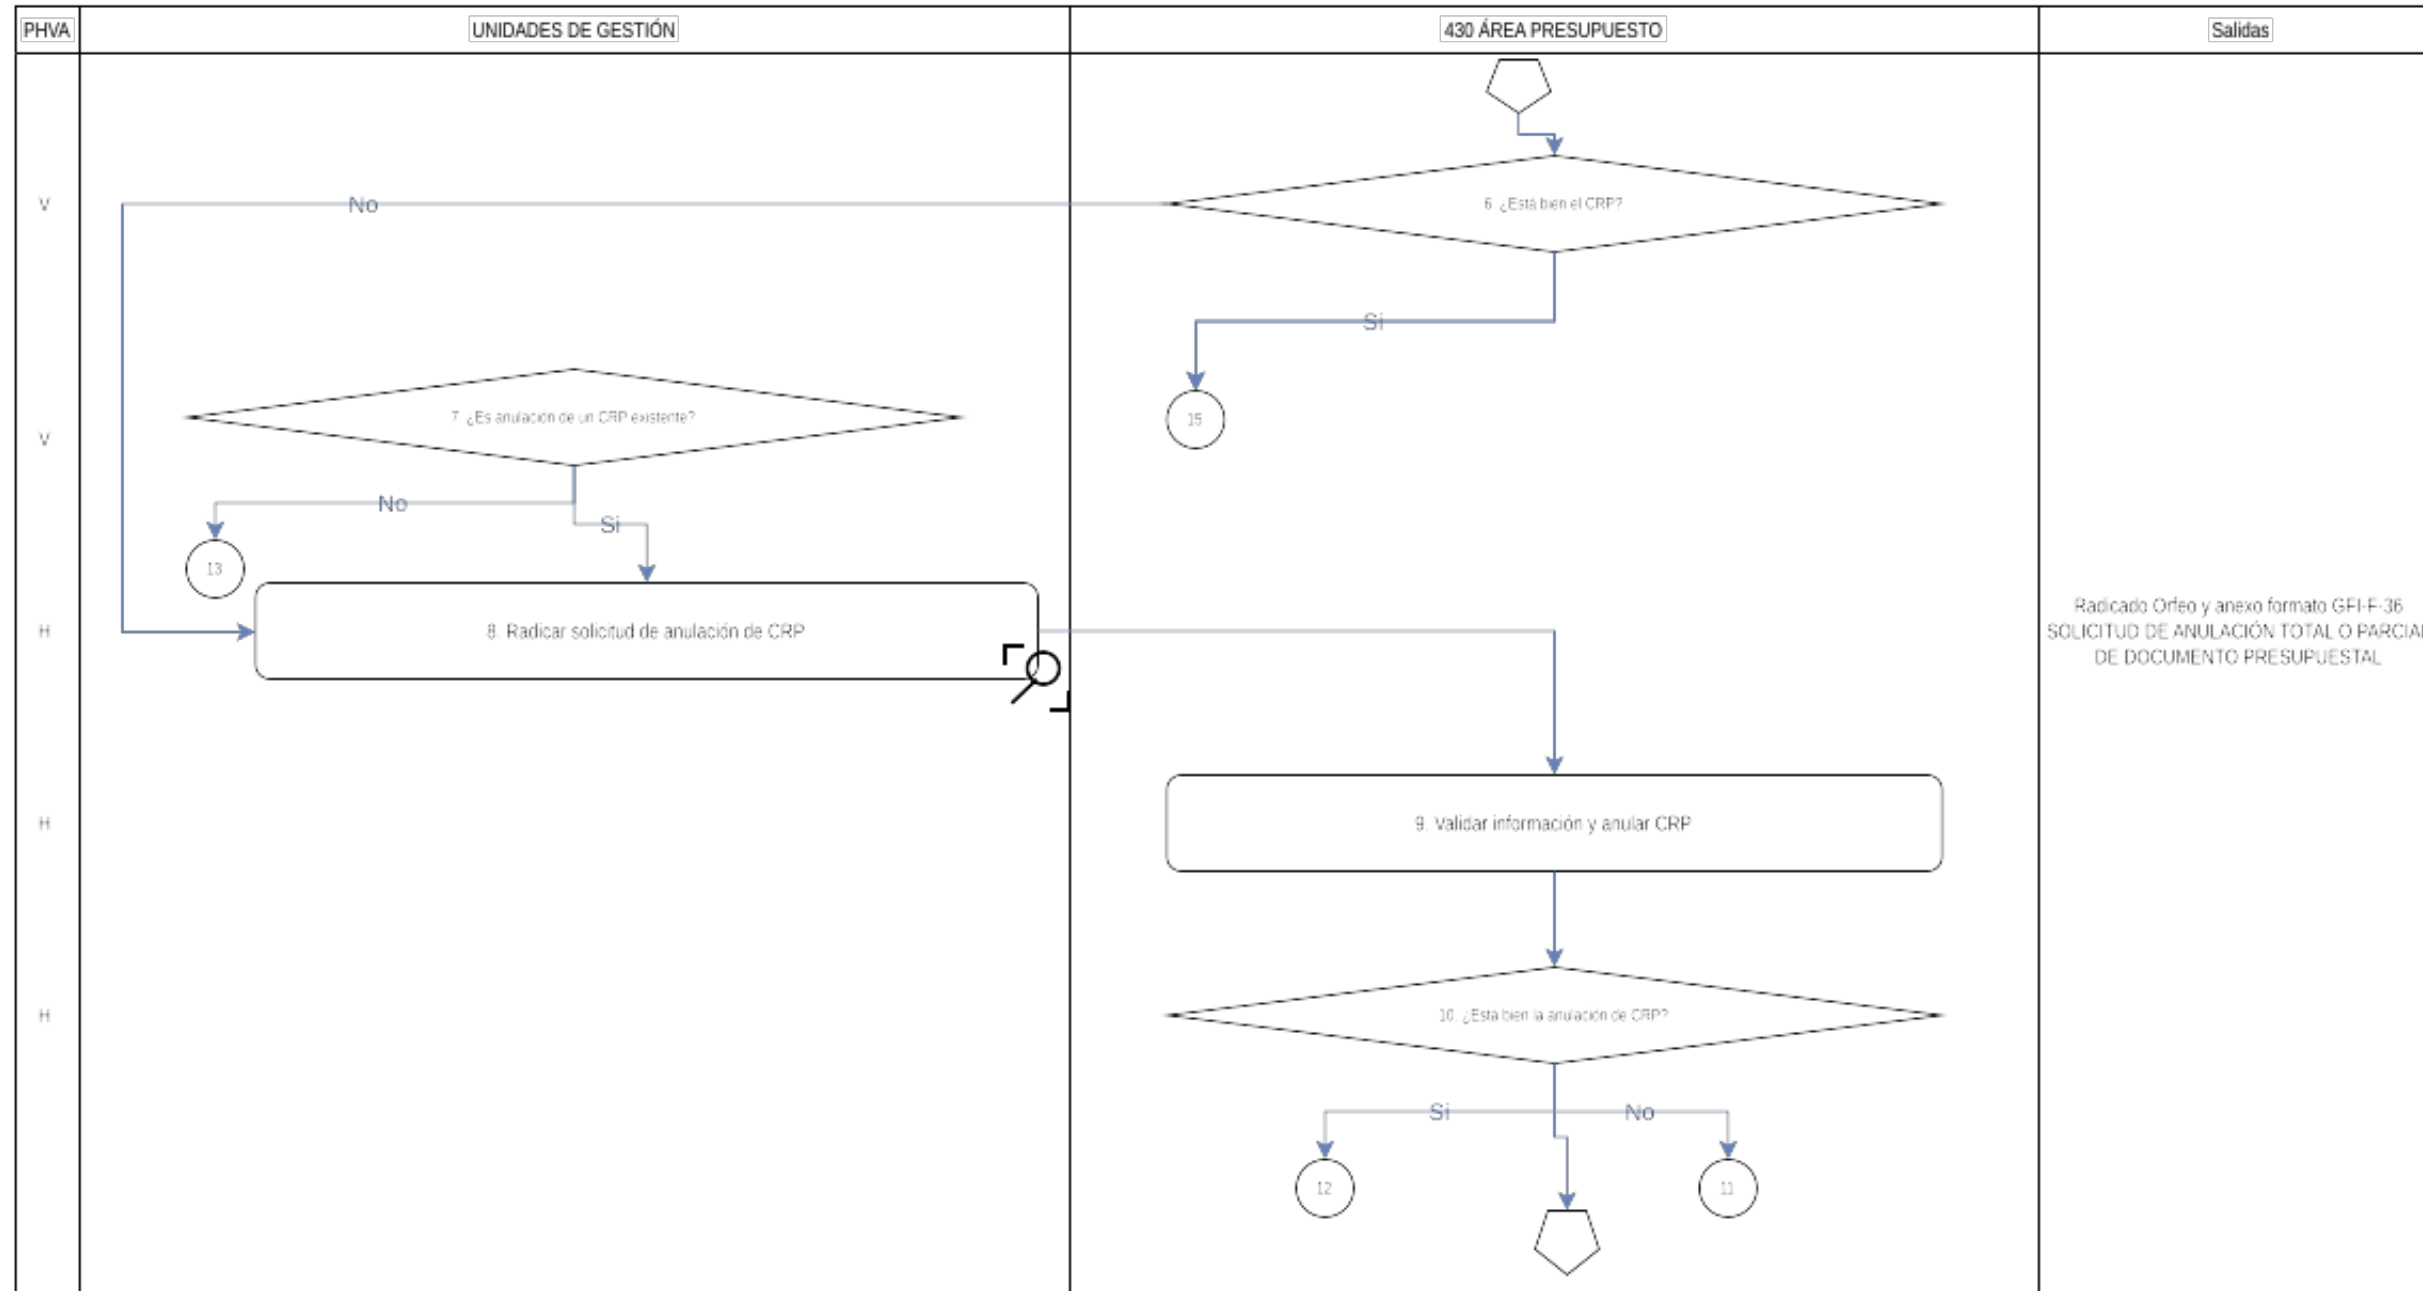 PHVA UNIDADES DE GESTIÓN 430 ÁREA PRESUPUESTO Salidas
V No 6. ¿Está bien el CRP?
Si
15
V 7. ¿Es anulación de un CRP existente?
No
Si
13
H 8. Radicar solicitud de anulación de CRP
Radicado Orfeo y anexo formato GFI-F-36
SOLICITUD DE ANULACIÓN TOTAL O PARCIAL
DE DOCUMENTO PRESUPUESTAL
H 9. Validar información y anular CRP
H 10. ¿Está bien la anulación de CRP?
Si No
12 11